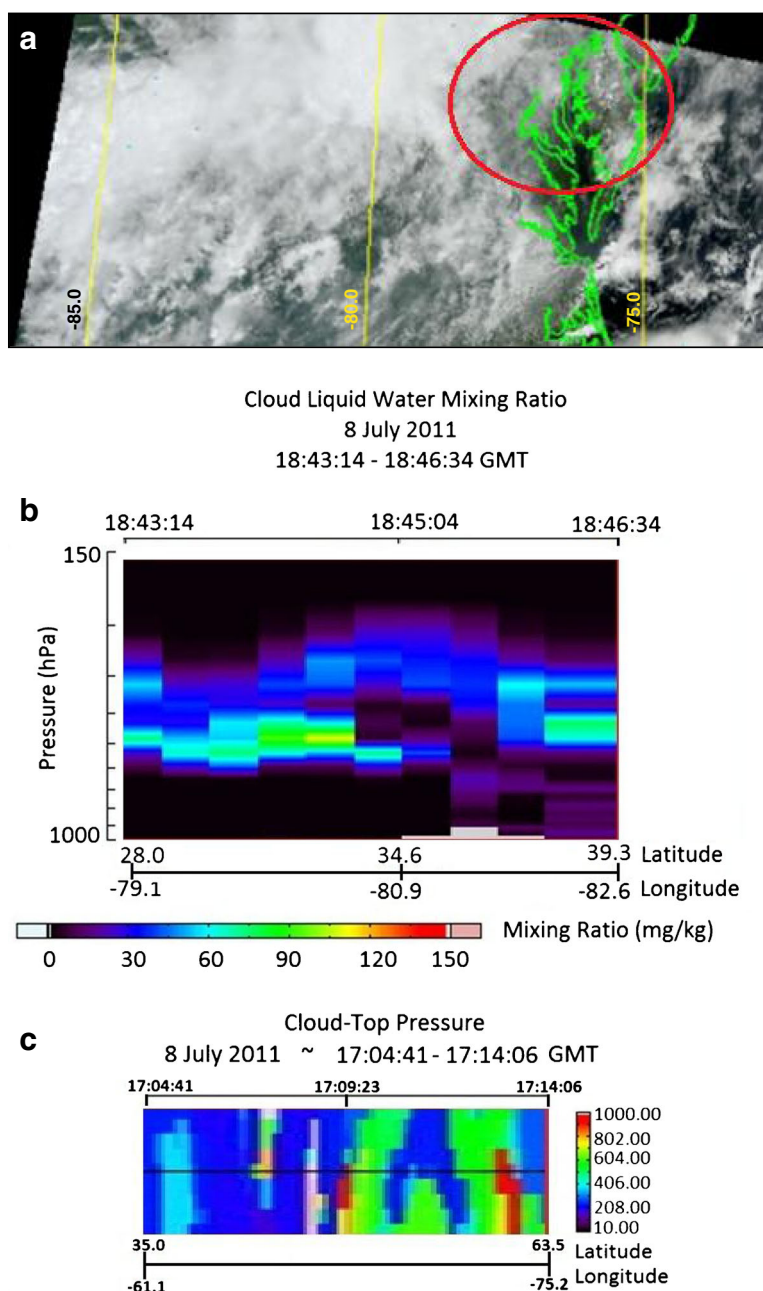 a
-85.0
-80.0
-75.0
Cloud Liquid Water Mixing Ratio
8 July 2011
18:43:14 - 18:46:34 GMT
b
18:43:14 18:45:04 18:46:34
150
Pressure (hPa)
1000
28.0 34.6 39.3 Latitude
-79.1 -80.9 -82.6 Longitude
Mixing Ratio (mg/kg)
0 30 60 90 120 150
c
Cloud-Top Pressure
8 July 2011 ~ 17:04:41 - 17:14:06 GMT
17:04:41 17:09:23 17:14:06
1000.00
802.00
604.00
406.00
208.00
10.00
35.0 63.5 Latitude
-61.1 -75.2 Longitude